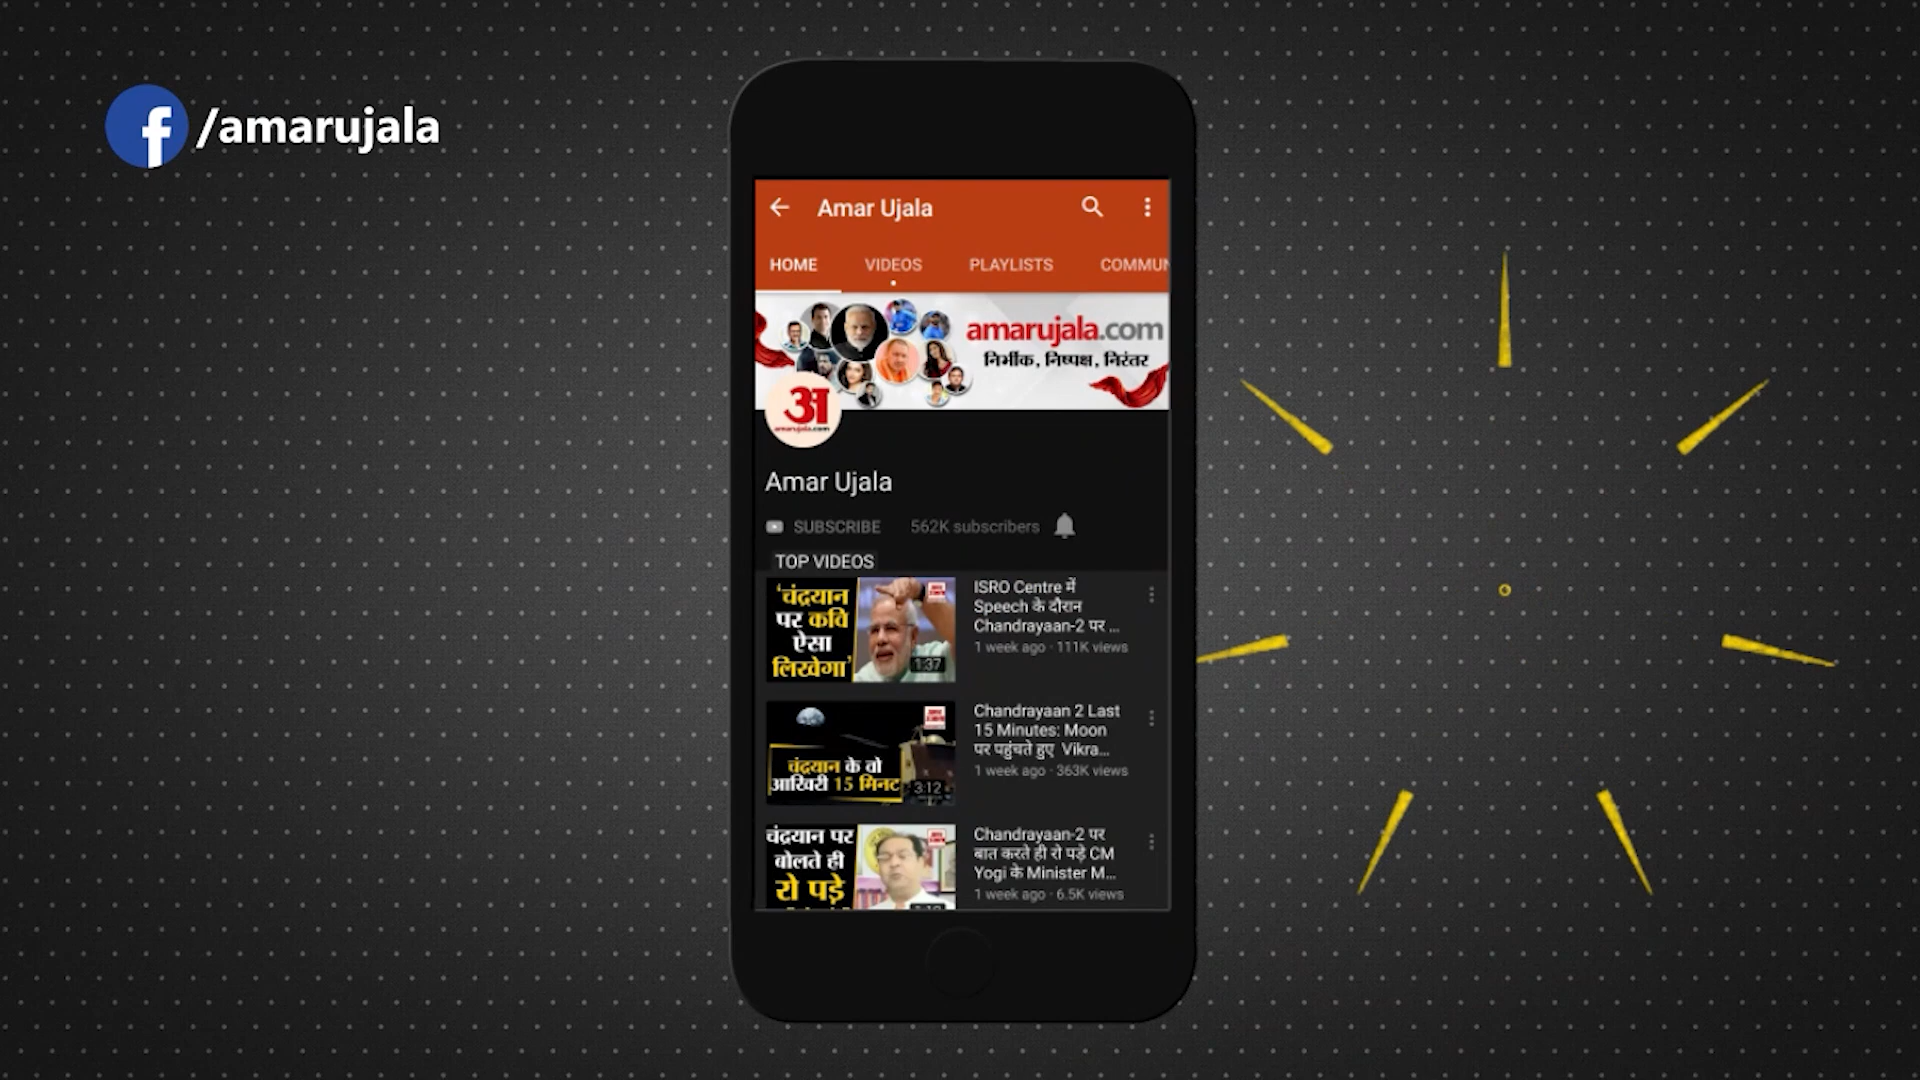 /amarujala
Amar Ujala
HOME VIDEOS PLAYLISTS COMMUN
amarujala.com
निर्भीक, निष्पक्ष, निरंतर
अ
amarujala.com
Amar Ujala
SUBSCRIBE 562K subscribers
TOP VIDEOS
'चंद्रयान
पर कवि
ऐसा
लिखेगा'
1:37
ISRO Centre में
Speech के दौरान
Chandrayaan-2 पर ...
1 week ago · 111K views
चंद्रयान के वो
आखिरी 15 मिनट
3:12
Chandrayaan 2 Last
15 Minutes: Moon
पर पहुंचते हुए Vikra...
1 week ago · 363K views
चंद्रयान पर
बोलते ही
रो पड़े
Chandrayaan-2 पर
बात करते ही रो पड़े CM
Yogi के Minister M...
1 week ago · 6.5K views